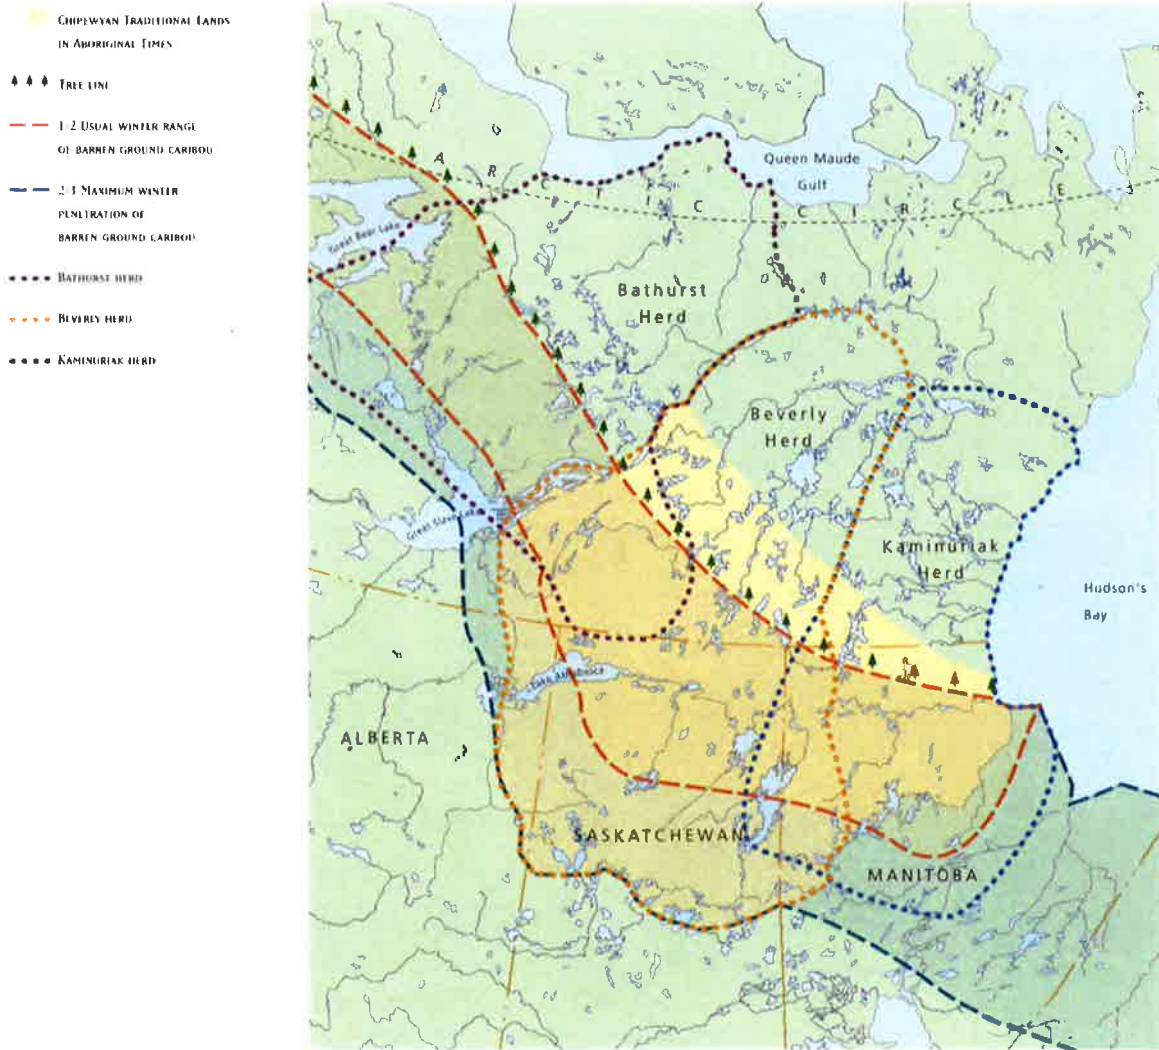 CHIPEWYAN TRADITIONAL LANDS
IN ABORIGINAL TIMES
TREE LINE
1-2 USUAL WINTER RANGE
OF BARREN GROUND CARIBOU
2-3 MAXIMUM WINTER
PENETRATION OF
BARREN GROUND CARIBOU
BATHURST HERD
BEVERLY HERD
KAMINURIAK HERD
ARCTIC CIRCLE
Queen Maude
Gulf
Great Bear Lake
Bathurst
Herd
Beverly
Herd
Great Slave Lake
Kaminuriak
Herd
Hudson's
Bay
Lake Athabasca
ALBERTA
SASKATCHEWAN
MANITOBA